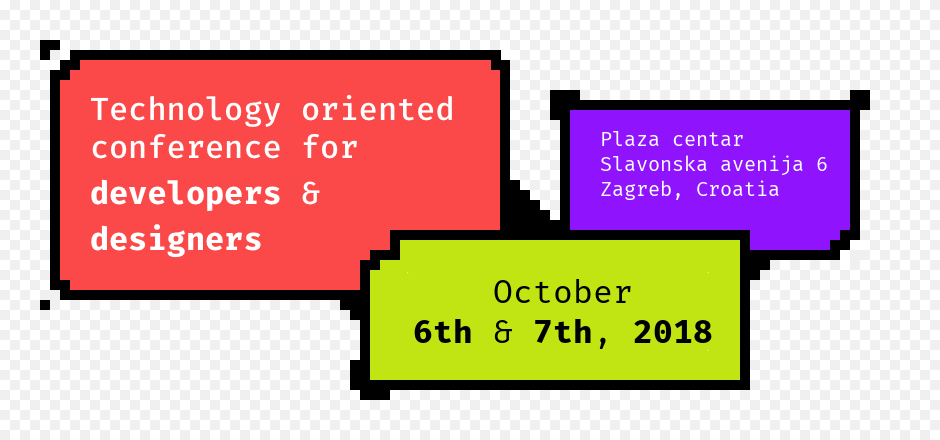 Technology oriented
conference for
developers &
designers
Plaza centar
Slavonska avenija 6
Zagreb, Croatia
October
6th & 7th, 2018